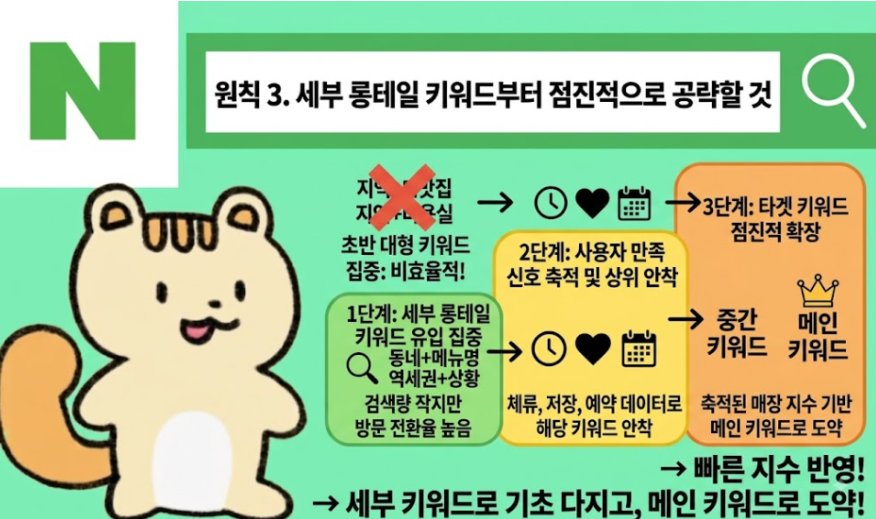 N
원칙 3. 세부 롱테일 키워드부터 점진적으로 공략할 것
초반 대형 키워드
집중: 비효율적!
1단계: 세부 롱테일
키워드 유입 집중
동네+메뉴명
역세권+상황
검색량 작지만
방문 전환율 높음
2단계: 사용자 만족
신호 축적 및 상위 안착
체류, 저장, 예약 데이터로
해당 키워드 안착
3단계: 타겟 키워드
점진적 확장
중간
키워드
메인
키워드
축적된 매장 지수 기반
메인 키워드로 도약
→ 빠른 지수 반영!
→ 세부 키워드로 기초 다지고, 메인 키워드로 도약!